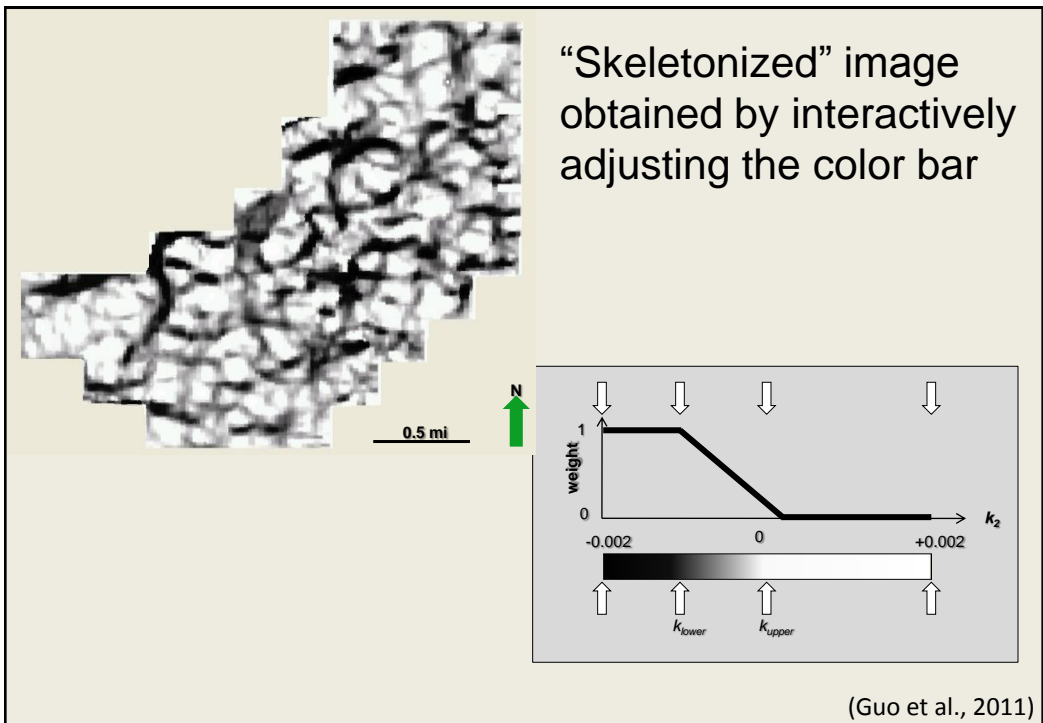 “Skeletonized” image
obtained by interactively
adjusting the color bar
N
0.5 mi
1
weight
0
k2
-0.002
0
+0.002
klower
kupper
(Guo et al., 2011)